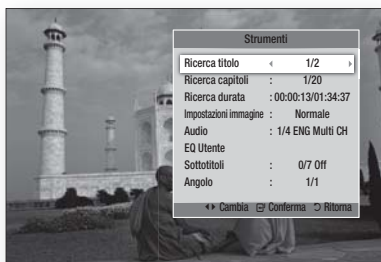 Strumenti
Ricerca titolo ◄ 1/2 ►
Ricerca capitoli : 1/20
Ricerca durata : 00:00:13/01:34:37
Impostazioni immagine : Normale
Audio : 1/4 ENG Multi CH
EQ Utente
Sottotitoli : 0/7 Off
Angolo : 1/1
◄► Cambia Conferma Ritorna